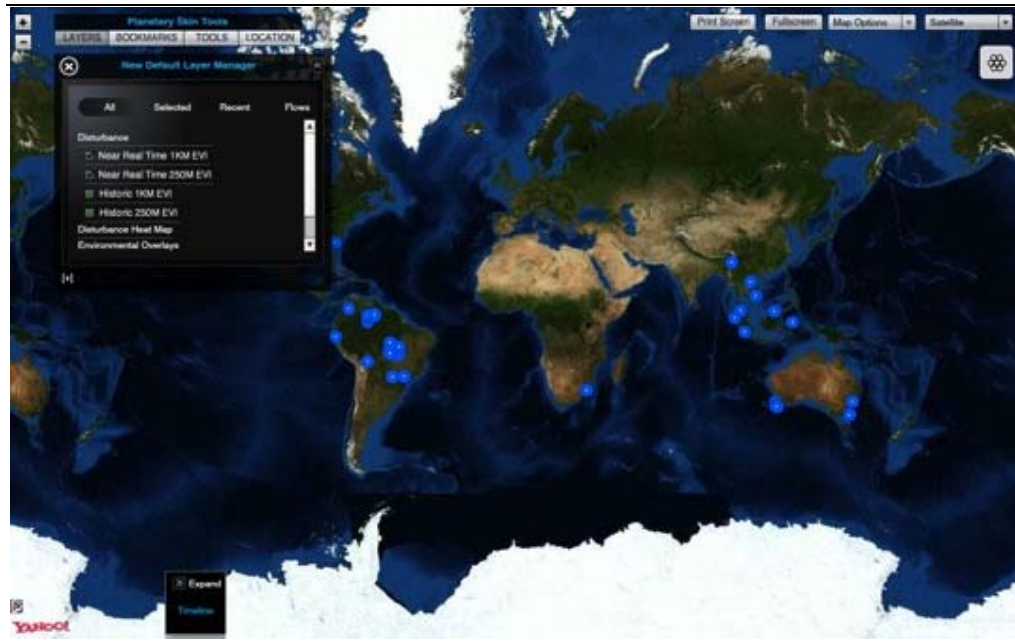 Planetary Skin Tools
LAYERS BOOKMARKS TOOLS LOCATION
Print Screen Fullscreen Map Options Satellite
New Default Layer Manager
All Selected Recent Flows
Disturbance
Near Real Time 1KM EVI
Near Real Time 250M EVI
Historic 1KM EVI
Historic 250M EVI
Disturbance Heat Map
Environmental Overlays
[+]
Expand
Timeline
YAHOO!